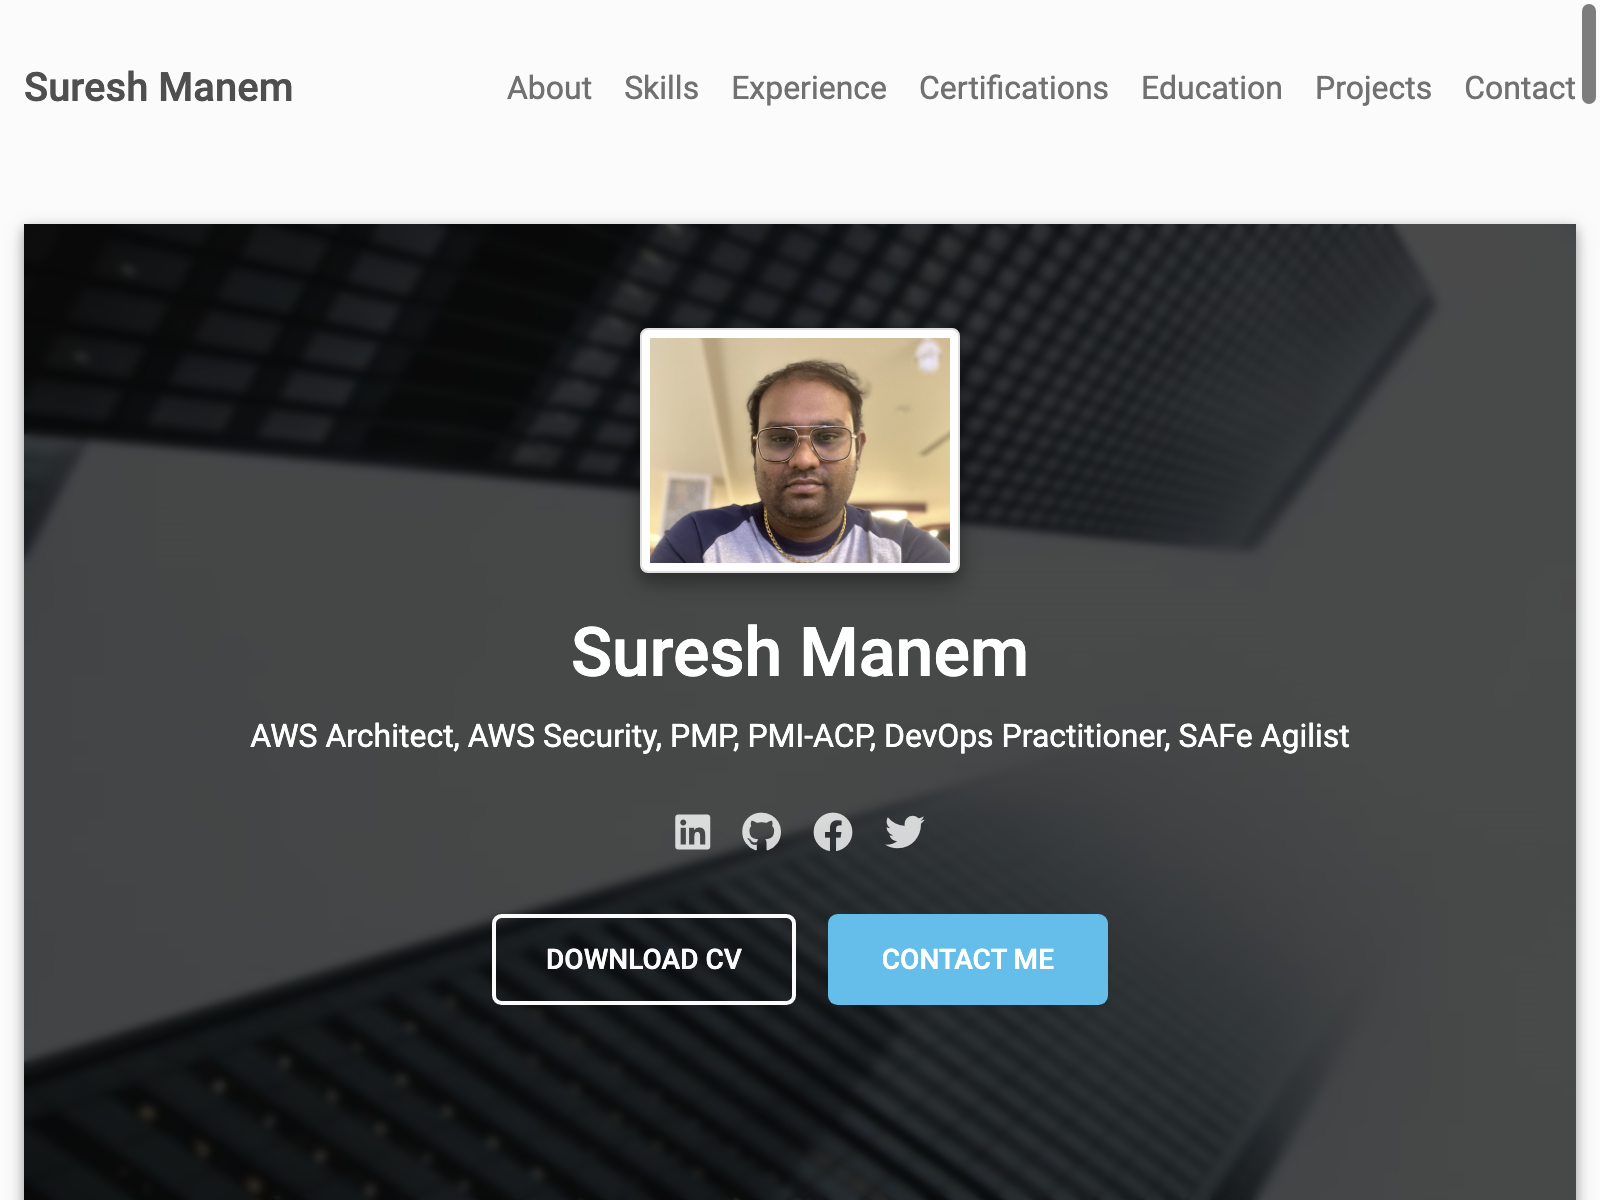 Suresh Manem
About Skills Experience Certifications Education Projects Contact
Suresh Manem
AWS Architect, AWS Security, PMP, PMI-ACP, DevOps Practitioner, SAFe Agilist
DOWNLOAD CV
CONTACT ME